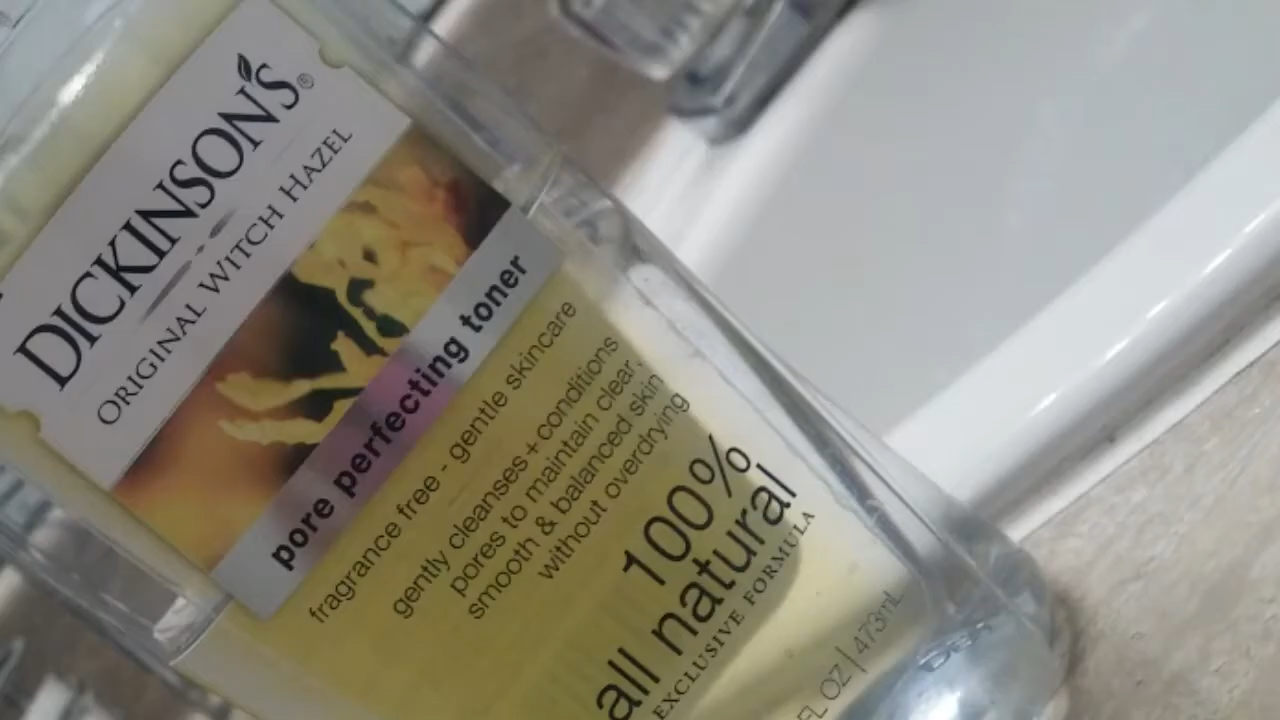 DICKINSON'S®
ORIGINAL WITCH HAZEL
pore perfecting toner
fragrance free - gentle skincare
gently cleanses + conditions
pores to maintain clear,
smooth & balanced skin
without overdrying
100%
all natural
EXCLUSIVE FORMULA
FL OZ | 473mL